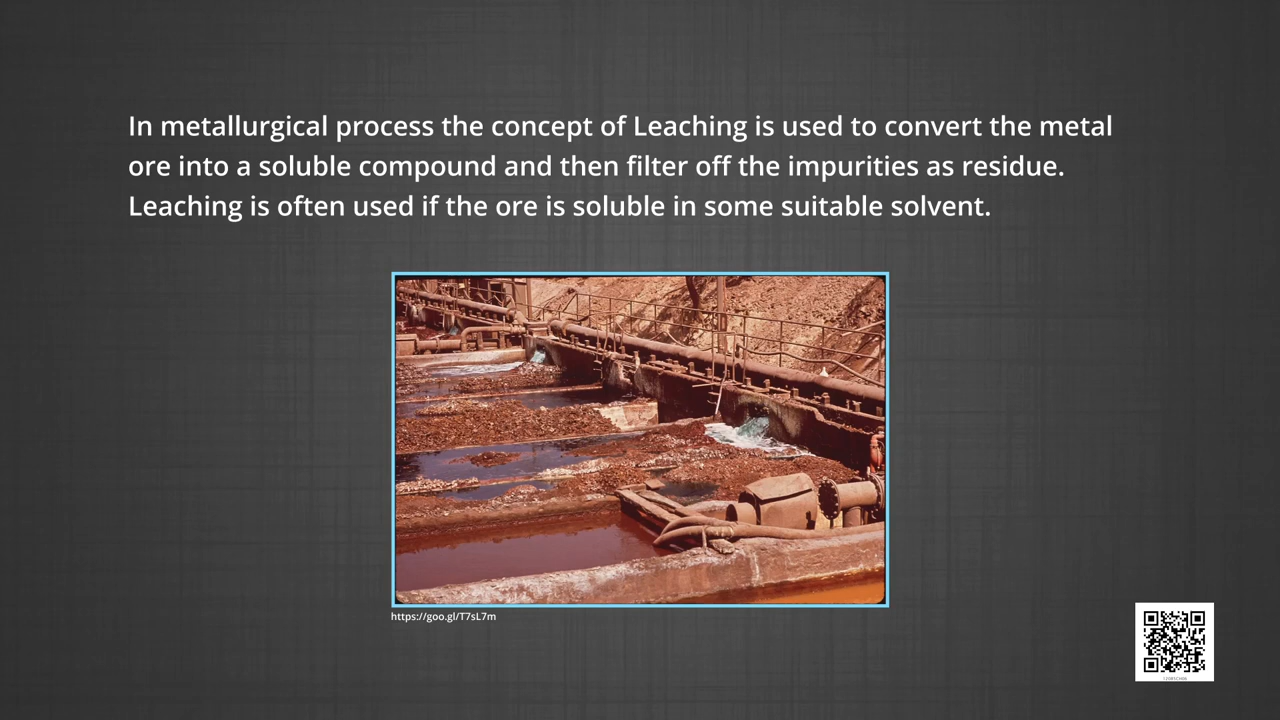 In metallurgical process the concept of Leaching is used to convert the metal
ore into a soluble compound and then filter off the impurities as residue.
Leaching is often used if the ore is soluble in some suitable solvent.
https://goo.gl/T7sL7m